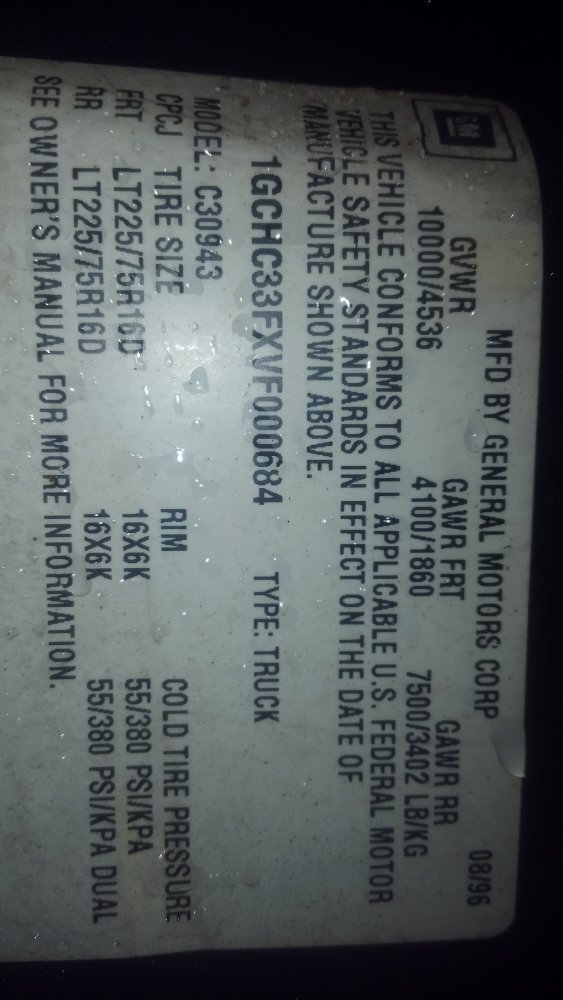 GM
MFD BY GENERAL MOTORS CORP 08/96
GVWR GAWR FRT GAWR RR
10000/4536 4100/1860 7500/3402 LB/KG
THIS VEHICLE CONFORMS TO ALL APPLICABLE U.S. FEDERAL MOTOR
VEHICLE SAFETY STANDARDS IN EFFECT ON THE DATE OF
MANUFACTURE SHOWN ABOVE.
1GCHC33FXVF000684 TYPE: TRUCK
MODEL: C30943
CPCJ TIRE SIZE RIM COLD TIRE PRESSURE
FRT LT225/75R16D 16X6K 55/380 PSI/KPA
RR LT225/75R16D 16X6K 55/380 PSI/KPA DUAL
SEE OWNER'S MANUAL FOR MORE INFORMATION.